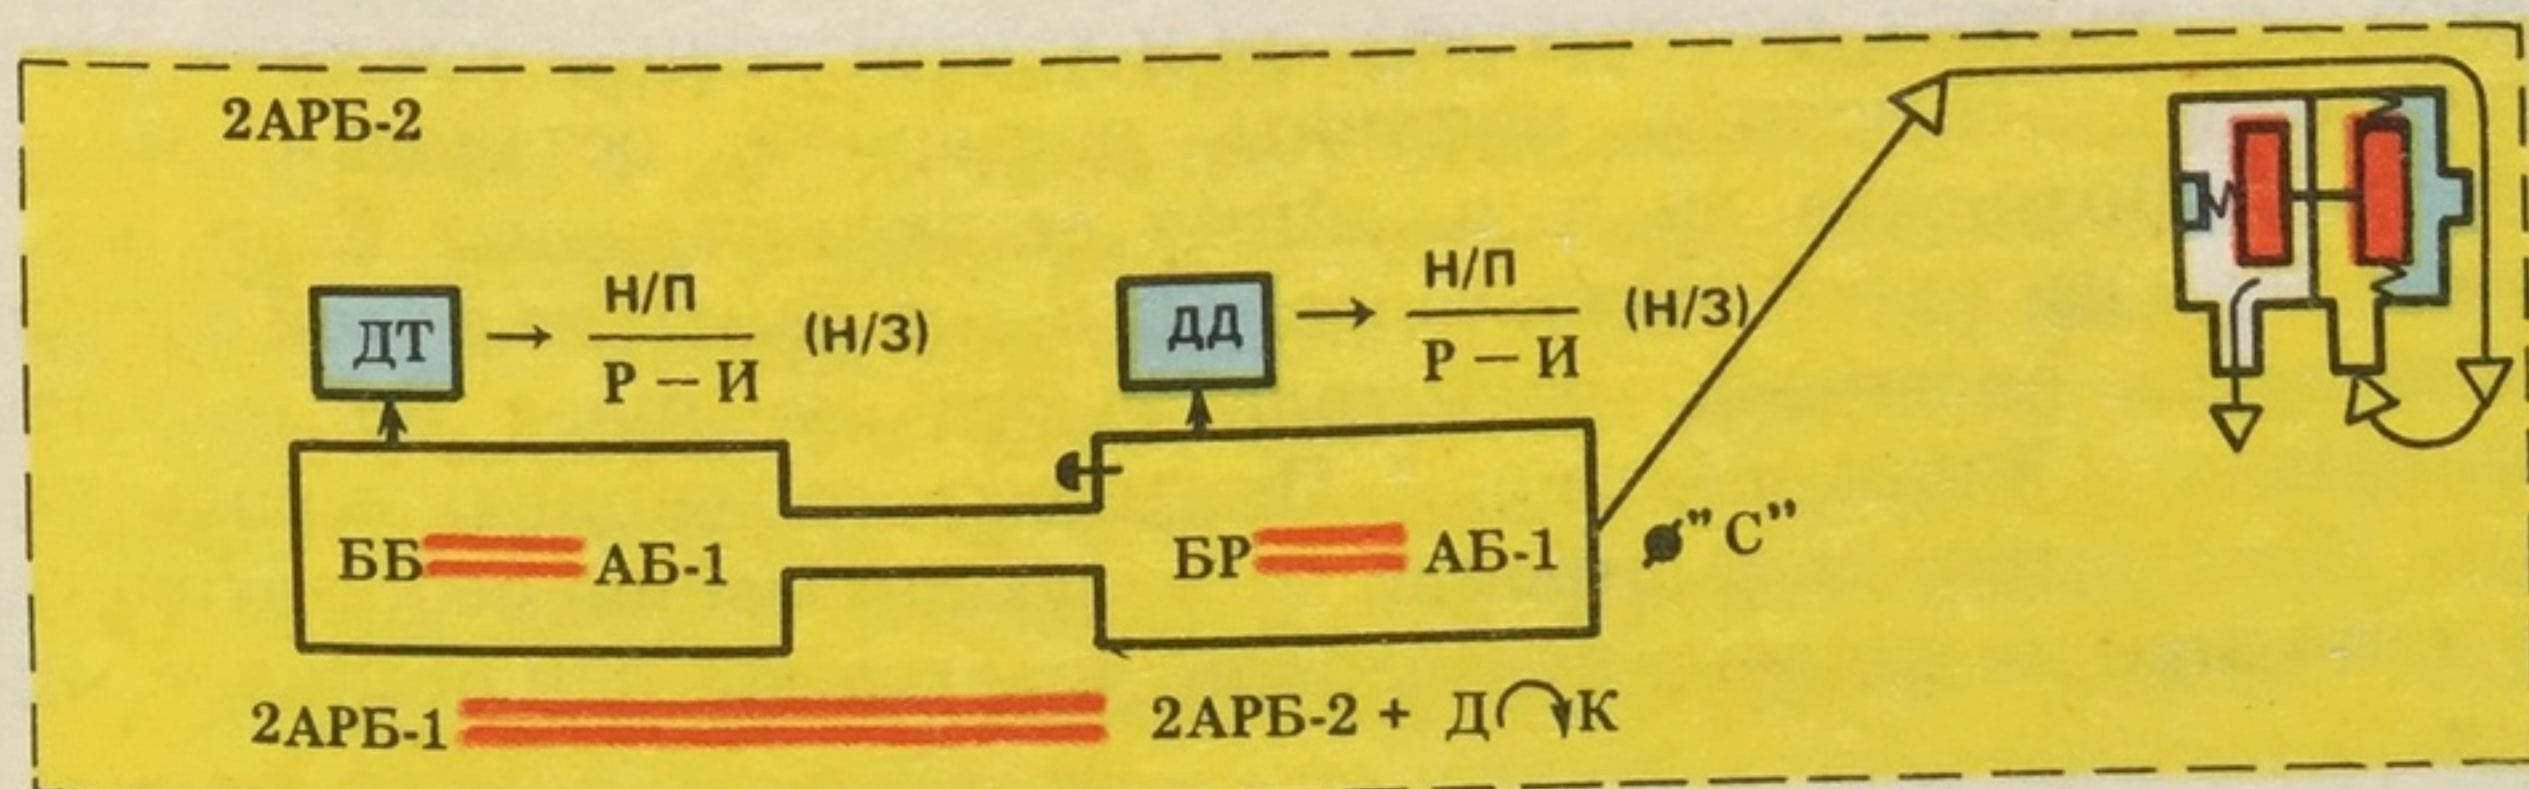 2АРБ-2
ДТ → Н/П / Р – И (Н/З)
ДД → Н/П / Р – И (Н/З)
ББ = АБ-1
БР = АБ-1
"С"
2АРБ-1 = 2АРБ-2 + Д К